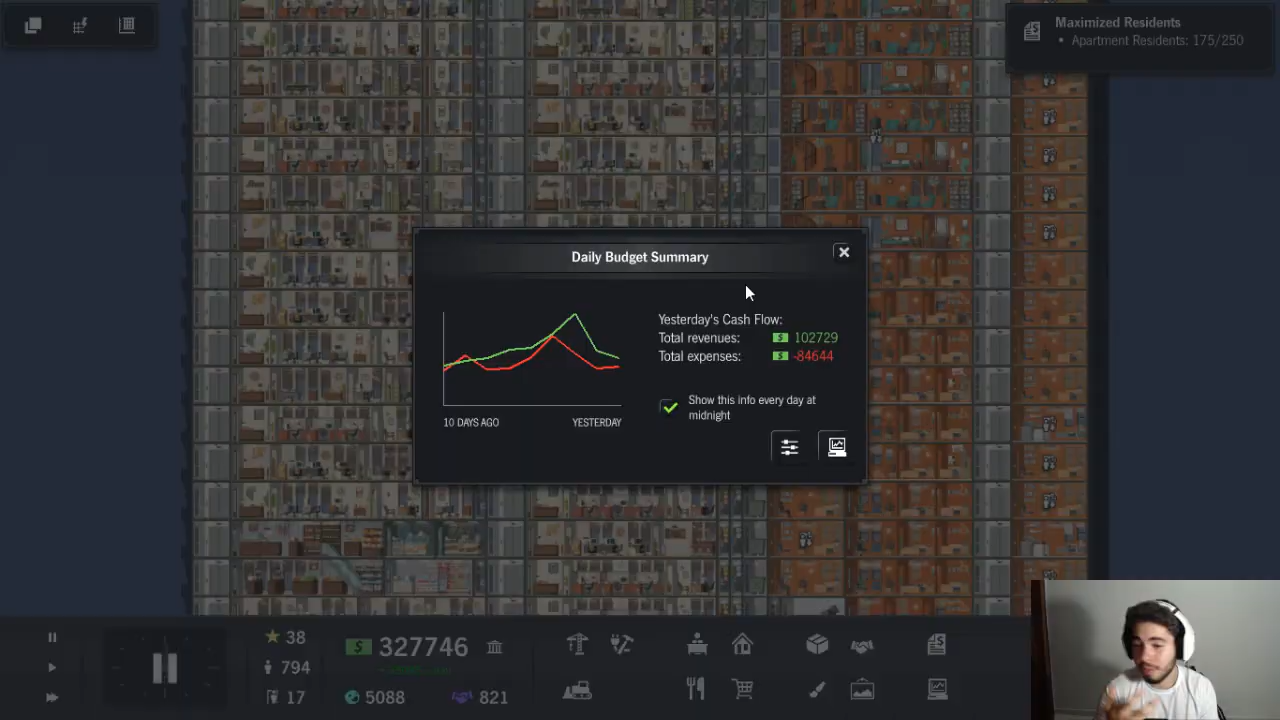 Maximized Residents
• Apartment Residents: 175/250
Daily Budget Summary
Yesterday's Cash Flow:
Total revenues: 102729
Total expenses: -84644
Show this info every day at
midnight
10 DAYS AGO YESTERDAY
38
327746
794
17
5088
821